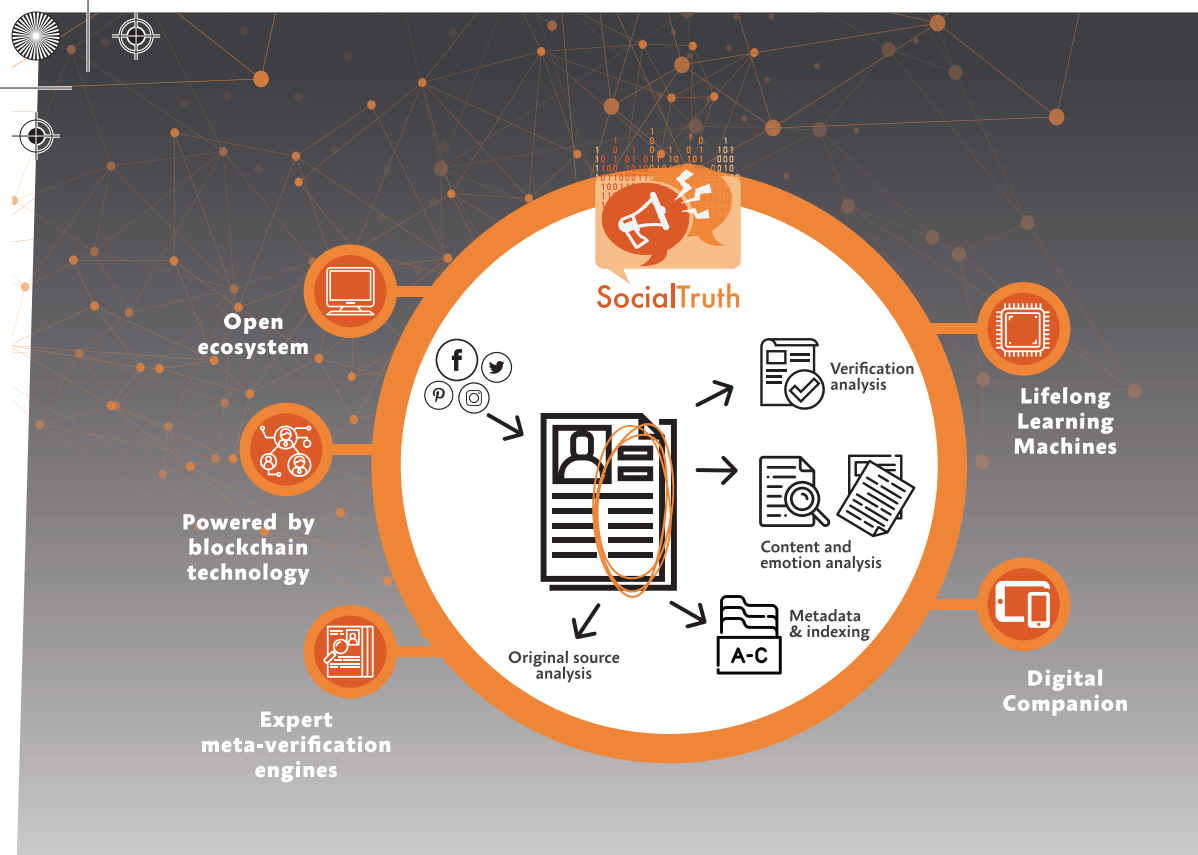 SocialTruth
Open
ecosystem
Powered by
blockchain
technology
Expert
meta-verification
engines
Verification
analysis
Content and
emotion analysis
Metadata
& indexing
A-C
Original source
analysis
Lifelong
Learning
Machines
Digital
Companion